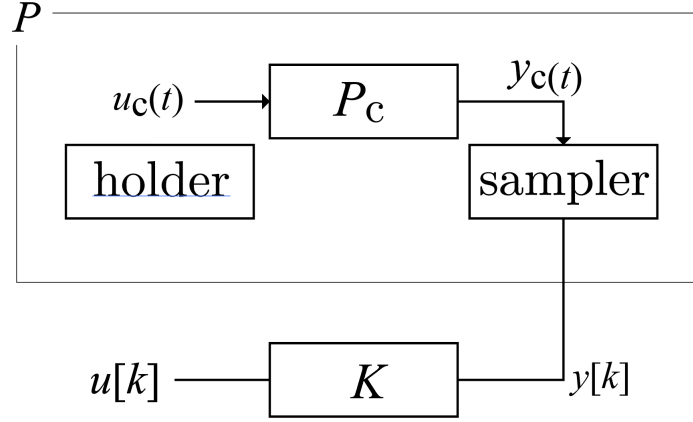 P
u_c(t)
P_c
y_c(t)
holder
sampler
u[k]
K
y[k]